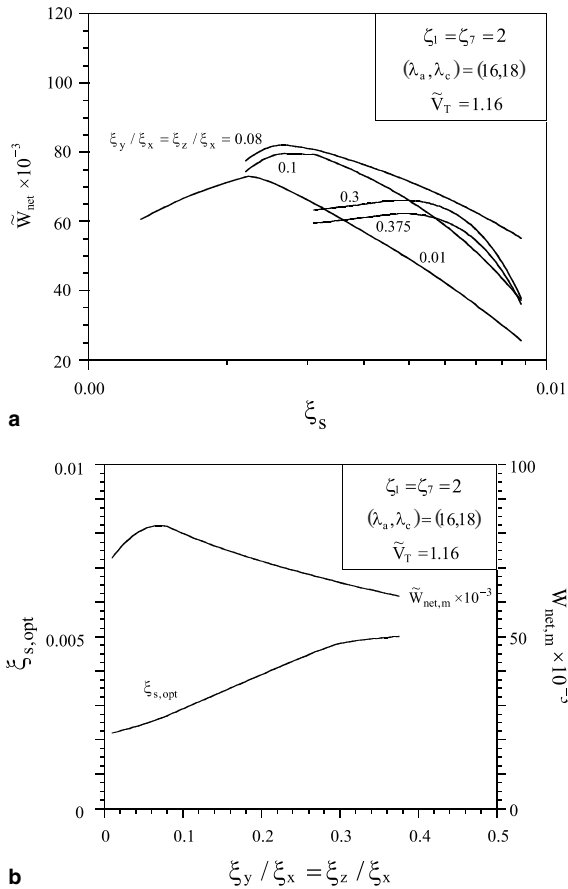 120
100
80
60
40
20
W̃net ×10⁻³
ζ₁ = ζ₇ = 2
(λa, λc) = (16,18)
ṼT = 1.16
ξy / ξx = ξz / ξx = 0.08
0.1
0.3
0.375
0.01
0.00
0.01
ξs
a
0.01
0.005
0
ξs,opt
100
50
0
Wnet,m × 10⁻³
ζ₁ = ζ₇ = 2
(λa, λc) = (16,18)
ṼT = 1.16
W̃net,m ×10⁻³
ξs,opt
0
0.1
0.2
0.3
0.4
0.5
ξy / ξx = ξz / ξx
b